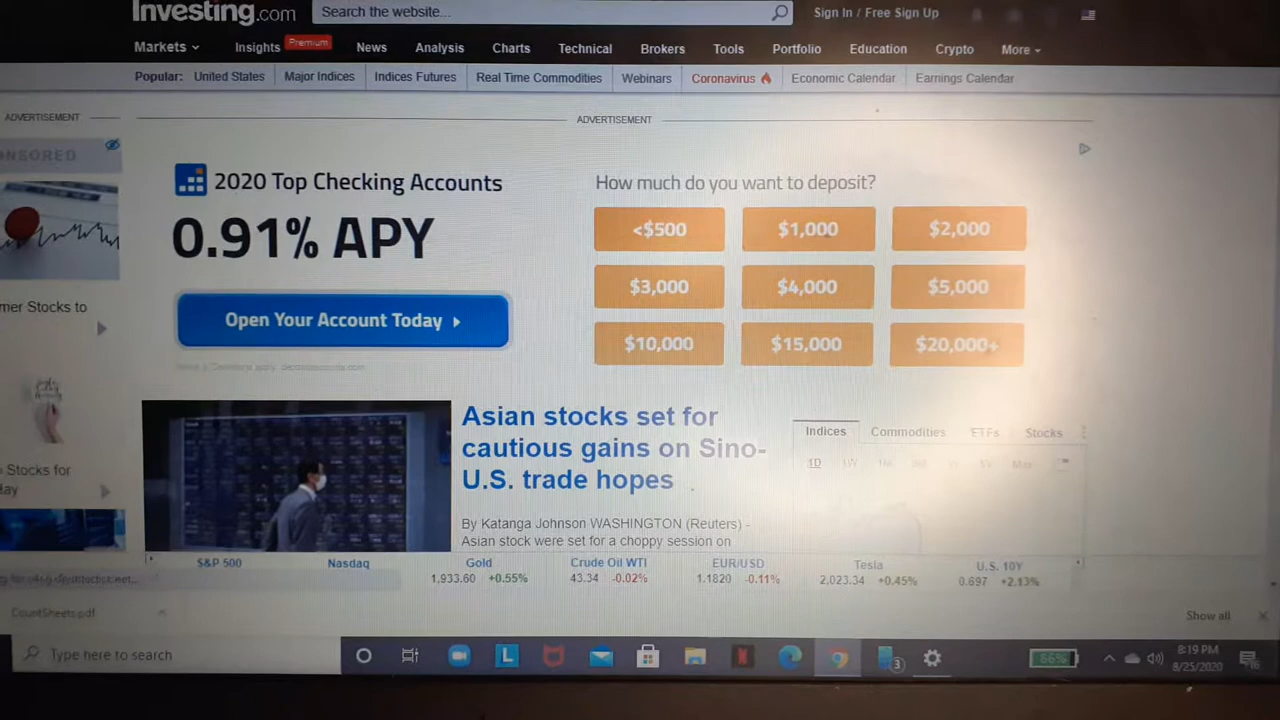 Investing.com
Search the website...
Sign In / Free Sign Up
Markets
Insights
Premium
News
Analysis
Charts
Technical
Brokers
Tools
Portfolio
Education
Crypto
More
Popular:
United States
Major Indices
Indices Futures
Real Time Commodities
Webinars
Coronavirus
Economic Calendar
Earnings Calendar
ADVERTISEMENT
ADVERTISEMENT
2020 Top Checking Accounts
0.91% APY
Open Your Account Today
How much do you want to deposit?
<$500
$1,000
$2,000
$3,000
$4,000
$5,000
$10,000
$15,000
$20,000+
mer Stocks to
Stocks for
Asian stocks set for
cautious gains on Sino-
U.S. trade hopes
By Katanga Johnson WASHINGTON (Reuters) -
Asian stock were set for a choppy session on
Indices
Commodities
ETFs
Stocks
1D
1W
Max
S&P 500
Nasdaq
Gold
1,933.60 +0.55%
Crude Oil WTI
43.34 -0.02%
EUR/USD
1.1820 -0.11%
Tesla
2,023.34 +0.45%
U.S. 10Y
0.697 +2.13%
CountSheets.pdf
Show all
Type here to search
3
66%
8:19 PM
8/25/2020